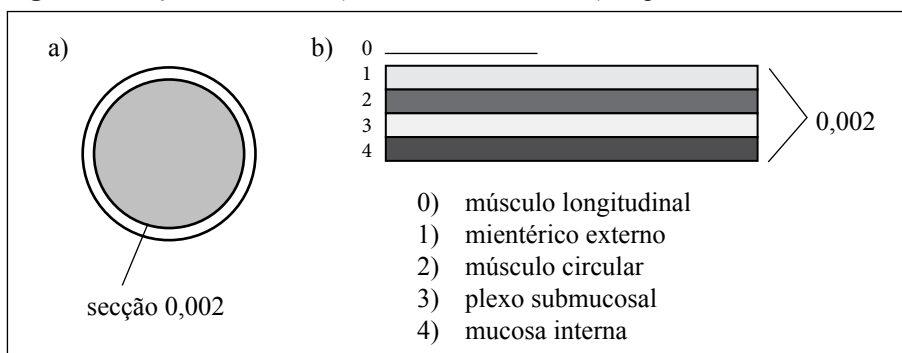 a)
secção 0,002
b)
0
1
2
3
4
0,002
0) músculo longitudinal
1) mientérico externo
2) músculo circular
3) plexo submucosal
4) mucosa interna